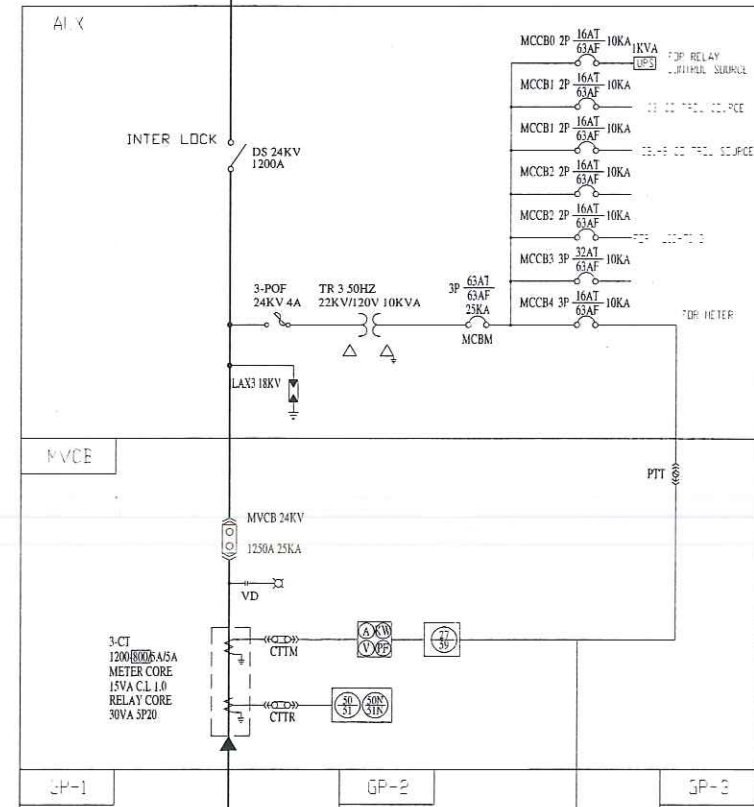 AUX
INTER LOCK
DS 24KV
1200A
MCCB0 2P 16AT 10KA
63AF
1KVA
UPS
FOR RELAY
CONTROL SOURCE
MCCB1 2P 16AT 10KA
63AF
MCCB1 2P 16AT 10KA
63AF
SOURCE
MCCB2 2P 16AT 10KA
63AF
MCCB2 2P 16AT 10KA
63AF
MCCB3 3P 32AT 10KA
63AF
MCCB4 3P 16AT 10KA
63AF
FOR METER
3-POF
24KV 4A
TR 3 50HZ
22KV/120V 10KVA
3P 63AT
63AF
25KA
MCBM
LAX3 18KV
MVCB
PTT
MVCB 24KV
1250A 25KA
VD
3-CT
1200-800/5A/5A
METER CORE
15VA C.L 1.0
RELAY CORE
30VA 5P20
CTTM
A KW
V PF
27
59
CTTR
50
51
50N
51N
GP-1
GP-2
GP-3